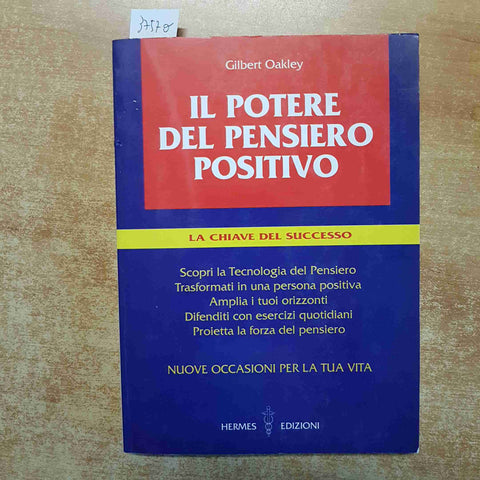 Gilbert Oakley
IL POTERE
DEL PENSIERO
POSITIVO
LA CHIAVE DEL SUCCESSO
Scopri la Tecnologia del Pensiero
Trasformati in una persona positiva
Amplia i tuoi orizzonti
Difenditi con esercizi quotidiani
Proietta la forza del pensiero
NUOVE OCCASIONI PER LA TUA VITA
HERMES EDIZIONI